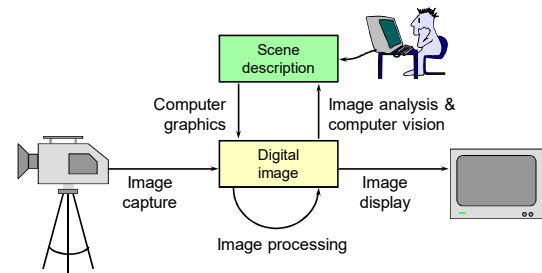 Scene
description
Computer
graphics
Image analysis &
computer vision
Digital
image
Image
capture
Image
display
Image processing